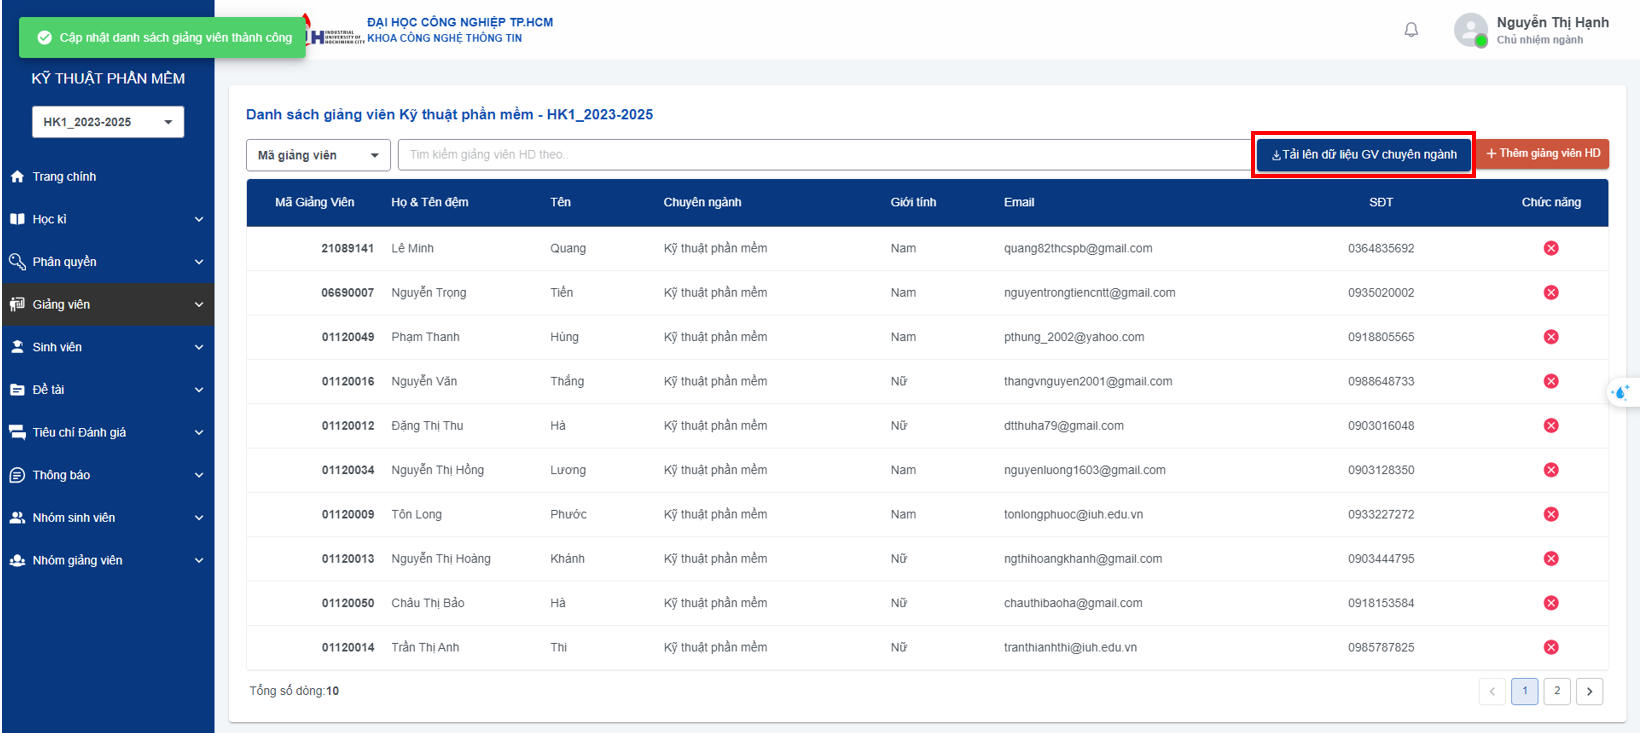 Cập nhật danh sách giảng viên thành công
INDUSTRIAL
UNIVERSITY OF
HOCHIMINH CITY
ĐẠI HỌC CÔNG NGHIỆP TP.HCM
KHOA CÔNG NGHỆ THÔNG TIN
Nguyễn Thị Hạnh
Chủ nhiệm ngành
KỸ THUẬT PHẦN MỀM
HK1_2023-2025
Trang chính
Học kì
Phân quyền
Giảng viên
Sinh viên
Đề tài
Tiêu chí Đánh giá
Thông báo
Nhóm sinh viên
Nhóm giảng viên
Danh sách giảng viên Kỹ thuật phần mềm - HK1_2023-2025
Mã giảng viên Tìm kiếm giảng viên HD theo.. Tải lên dữ liệu GV chuyên ngành + Thêm giảng viên HD
Mã Giảng Viên Họ & Tên đệm Tên Chuyên ngành Giới tính Email SĐT Chức năng
21089141 Lê Minh Quang Kỹ thuật phần mềm Nam quang82thcspb@gmail.com 0364835692
06690007 Nguyễn Trọng Tiến Kỹ thuật phần mềm Nam nguyentrongtiencntt@gmail.com 0935020002
01120049 Phạm Thanh Hùng Kỹ thuật phần mềm Nam pthung_2002@yahoo.com 0918805565
01120016 Nguyễn Văn Thắng Kỹ thuật phần mềm Nữ thangvnguyen2001@gmail.com 0988648733
01120012 Đặng Thị Thu Hà Kỹ thuật phần mềm Nữ dtthuha79@gmail.com 0903016048
01120034 Nguyễn Thị Hồng Lương Kỹ thuật phần mềm Nam nguyenluong1603@gmail.com 0903128350
01120009 Tôn Long Phước Kỹ thuật phần mềm Nam tonlongphuoc@iuh.edu.vn 0933227272
01120013 Nguyễn Thị Hoàng Khánh Kỹ thuật phần mềm Nữ ngthihoangkhanh@gmail.com 0903444795
01120050 Châu Thị Bảo Hà Kỹ thuật phần mềm Nữ chauthibaoha@gmail.com 0918153584
01120014 Trần Thị Anh Thi Kỹ thuật phần mềm Nữ tranthianhthi@iuh.edu.vn 0985787825
Tổng số dòng:10
1 2